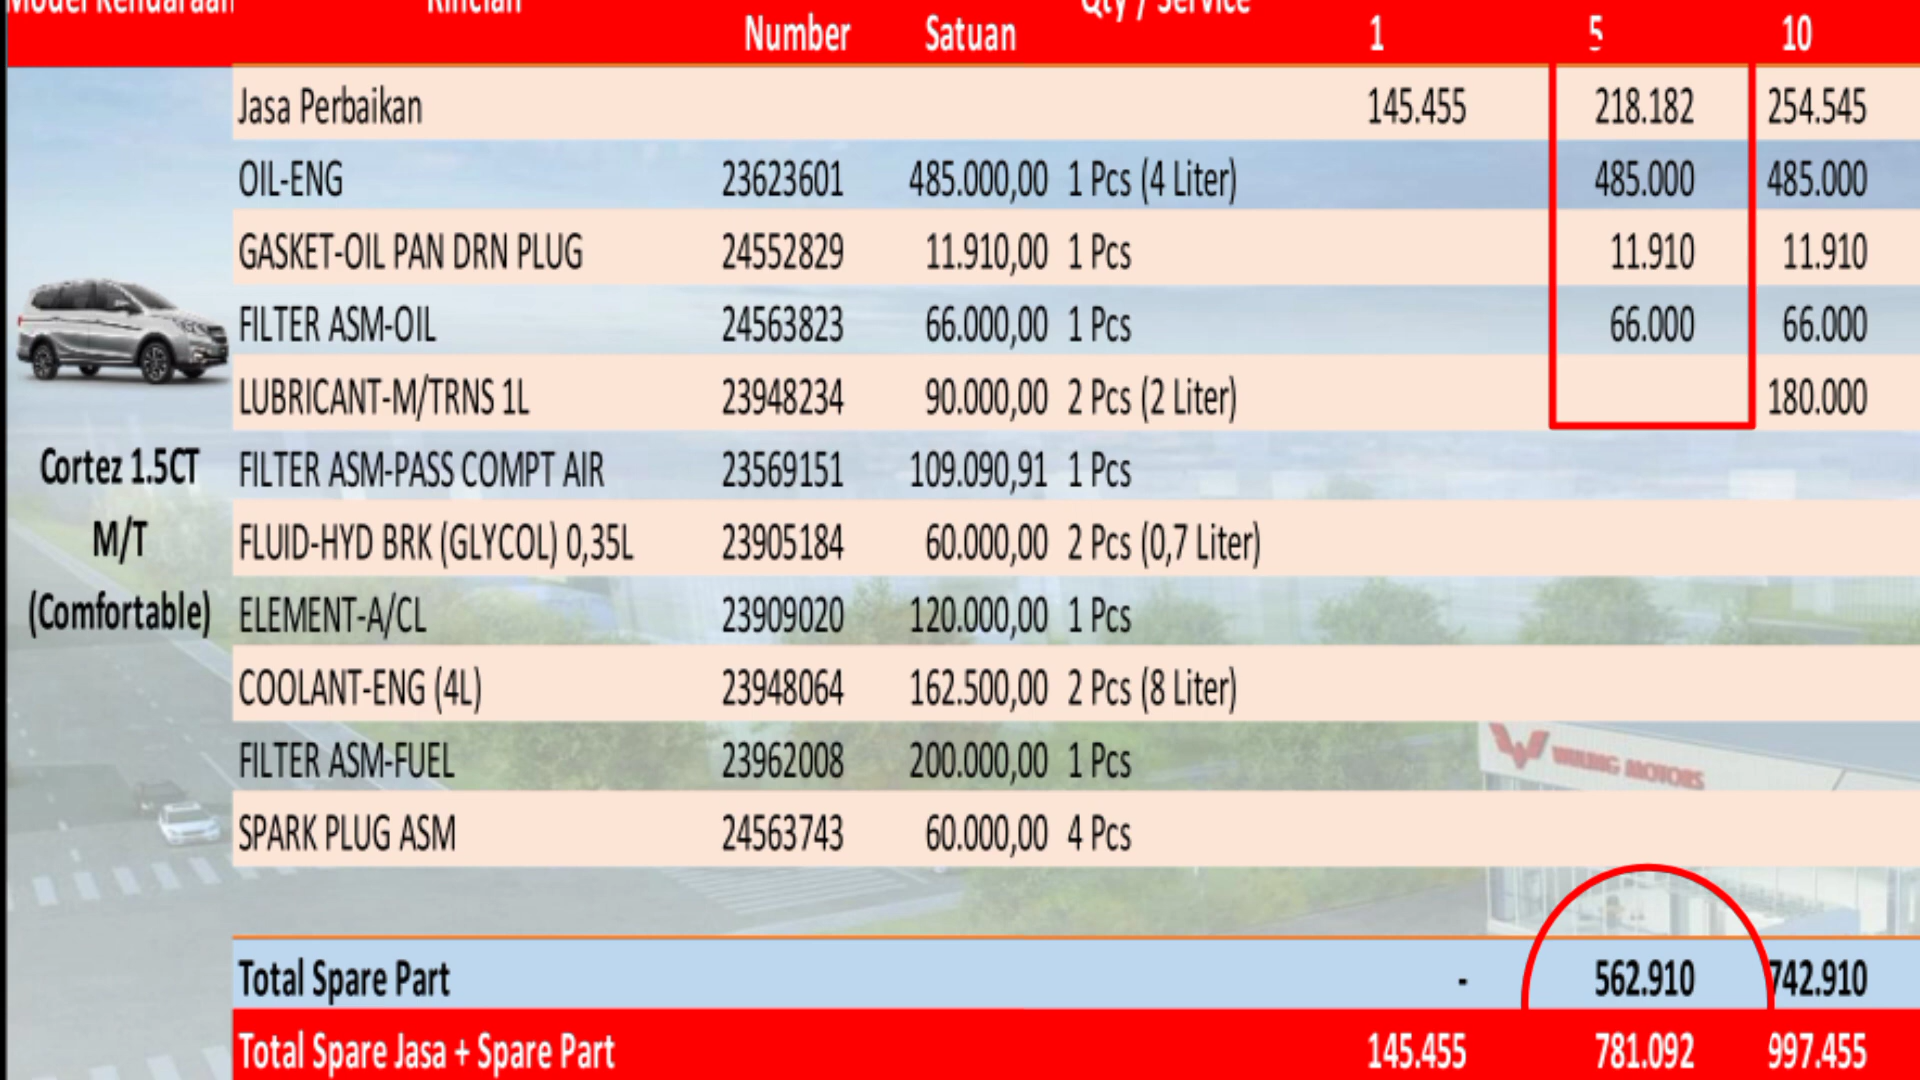 Model Kendaraan Rincian Qty / Service
Number Satuan 1 5 10
Jasa Perbaikan 145.455 218.182 254.545
OIL-ENG 23623601 485.000,00 1 Pcs (4 Liter) 485.000 485.000
GASKET-OIL PAN DRN PLUG 24552829 11.910,00 1 Pcs 11.910 11.910
FILTER ASM-OIL 24563823 66.000,00 1 Pcs 66.000 66.000
LUBRICANT-M/TRNS 1L 23948234 90.000,00 2 Pcs (2 Liter) 180.000
Cortez 1.5CT
M/T
(Comfortable)
FILTER ASM-PASS COMPT AIR 23569151 109.090,91 1 Pcs
FLUID-HYD BRK (GLYCOL) 0,35L 23905184 60.000,00 2 Pcs (0,7 Liter)
ELEMENT-A/CL 23909020 120.000,00 1 Pcs
COOLANT-ENG (4L) 23948064 162.500,00 2 Pcs (8 Liter)
FILTER ASM-FUEL 23962008 200.000,00 1 Pcs
WULING MOTORS
SPARK PLUG ASM 24563743 60.000,00 4 Pcs
Total Spare Part - 562.910 742.910
Total Spare Jasa + Spare Part 145.455 781.092 997.455